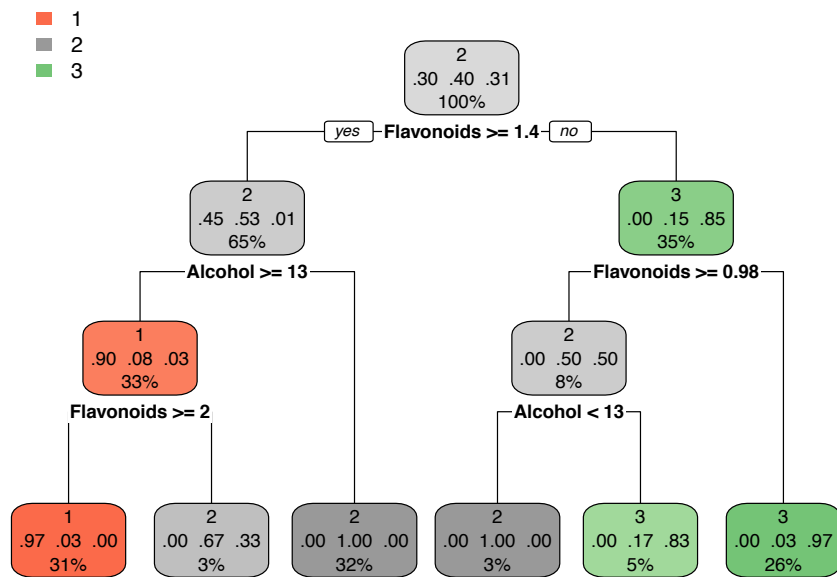 1
2
3
2
.30 .40 .31
100%
yes Flavonoids >= 1.4 no
2
.45 .53 .01
65%
3
.00 .15 .85
35%
Alcohol >= 13
Flavonoids >= 0.98
1
.90 .08 .03
33%
2
.00 .50 .50
8%
Flavonoids >= 2
Alcohol < 13
1
.97 .03 .00
31%
2
.00 .67 .33
3%
2
.00 1.00 .00
32%
2
.00 1.00 .00
3%
3
.00 .17 .83
5%
3
.00 .03 .97
26%